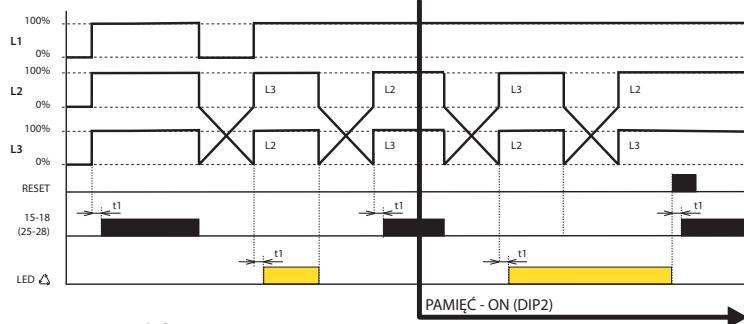 100%
L1
0%
100%
L2 L3 L2 L3 L2
0%
100%
L3 L2 L3 L2 L3
0%
RESET
t1 t1 t1
15-18
(25-28)
t1 t1
LED
PAMIĘĆ - ON (DIP2)